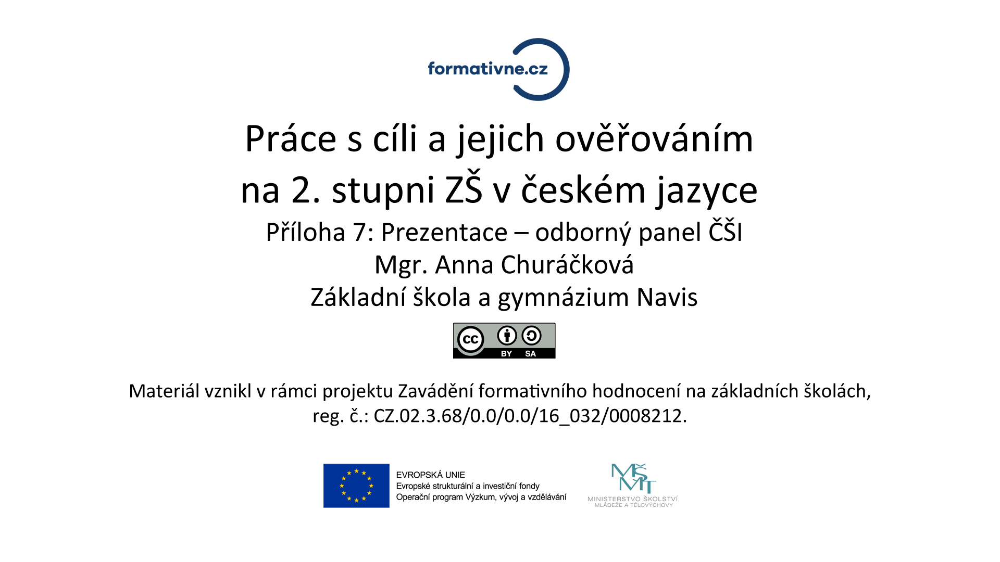 formativne.cz
Práce s cíli a jejich ověřováním
na 2. stupni ZŠ v českém jazyce
Příloha 7: Prezentace – odborný panel ČŠI
Mgr. Anna Churáčková
Základní škola a gymnázium Navis
cc
BY SA
Materiál vznikl v rámci projektu Zavádění formativního hodnocení na základních školách,
reg. č.: CZ.02.3.68/0.0/0.0/16_032/0008212.
EVROPSKÁ UNIE
Evropské strukturální a investiční fondy
Operační program Výzkum, vývoj a vzdělávání
MŠMT
MINISTERSTVO ŠKOLSTVÍ,
MLÁDEŽE A TĚLOVÝCHOVY